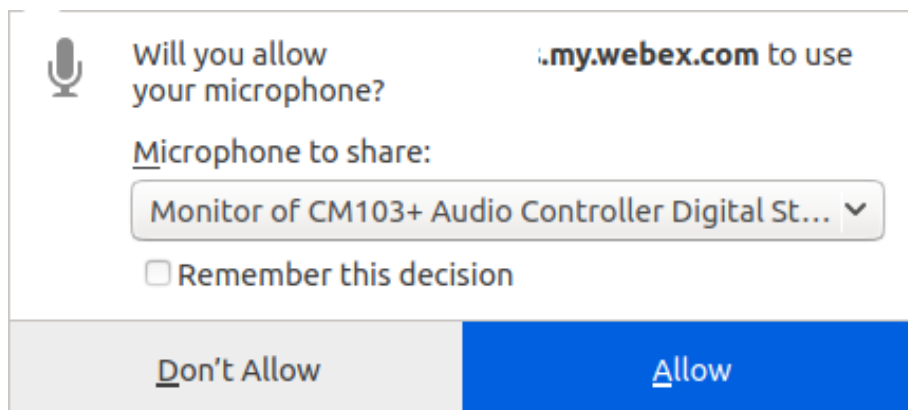 Will you allow .my.webex.com to use
your microphone?
Microphone to share:
Monitor of CM103+ Audio Controller Digital St...
Remember this decision
Don't Allow
Allow